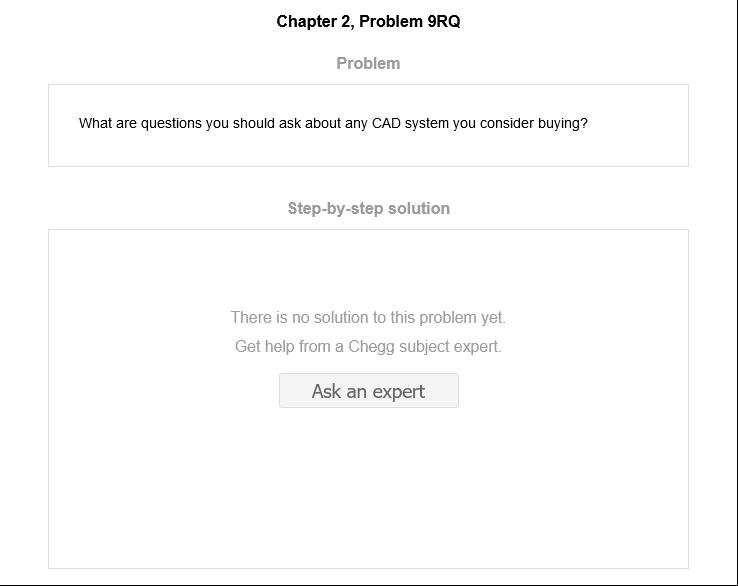 Chapter 2, Problem 9RQ
Problem
What are questions you should ask about any CAD system you consider buying?
Step-by-step solution
There is no solution to this problem yet.
Get help from a Chegg subject expert.
Ask an expert